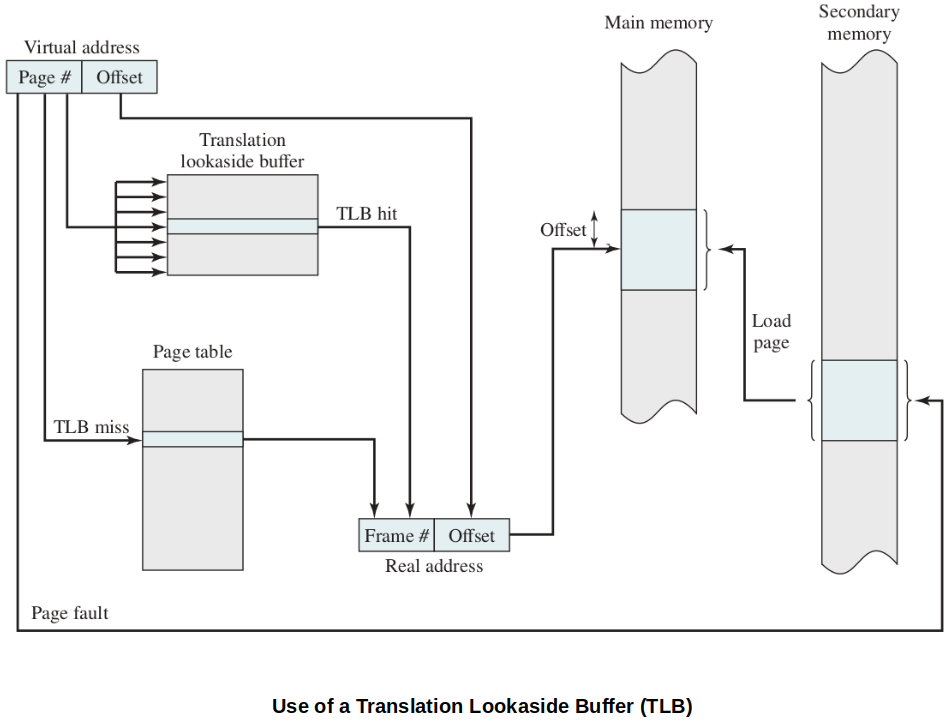 Main memory
Secondary
memory
Virtual address
Page # Offset
Translation
lookaside buffer
TLB hit
Offset
Load
page
Page table
TLB miss
Frame # Offset
Real address
Page fault
Use of a Translation Lookaside Buffer (TLB)